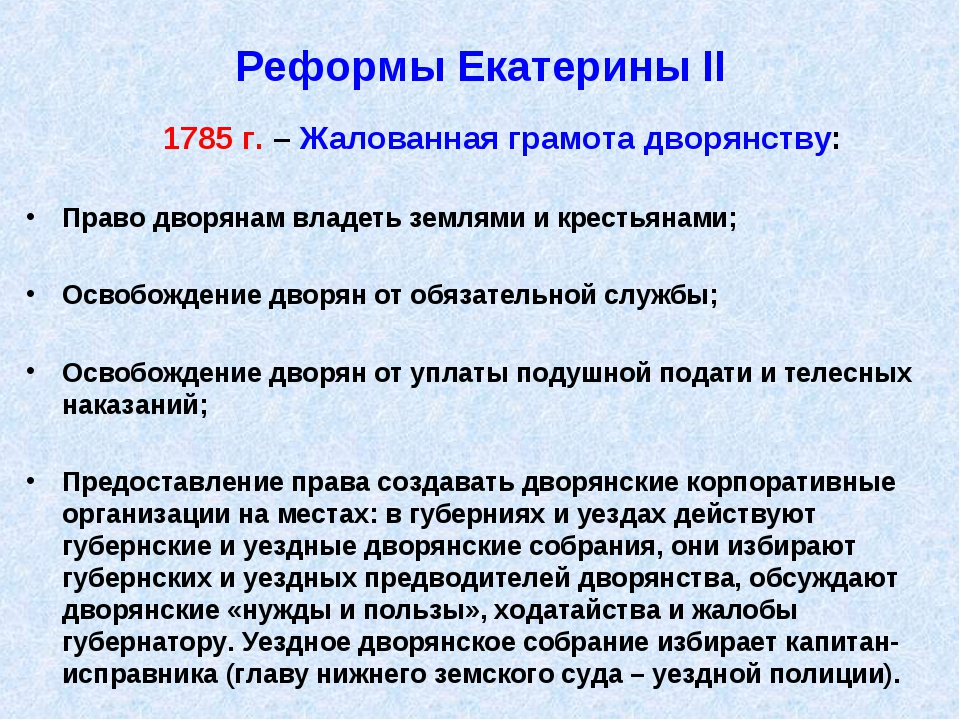 Реформы Екатерины II
1785 г. – Жалованная грамота дворянству:
• Право дворянам владеть землями и крестьянами;
• Освобождение дворян от обязательной службы;
• Освобождение дворян от уплаты подушной подати и телесных
наказаний;
• Предоставление права создавать дворянские корпоративные
организации на местах: в губерниях и уездах действуют
губернские и уездные дворянские собрания, они избирают
губернских и уездных предводителей дворянства, обсуждают
дворянские «нужды и пользы», ходатайства и жалобы
губернатору. Уездное дворянское собрание избирает капитан-
исправника (главу нижнего земского суда – уездной полиции).